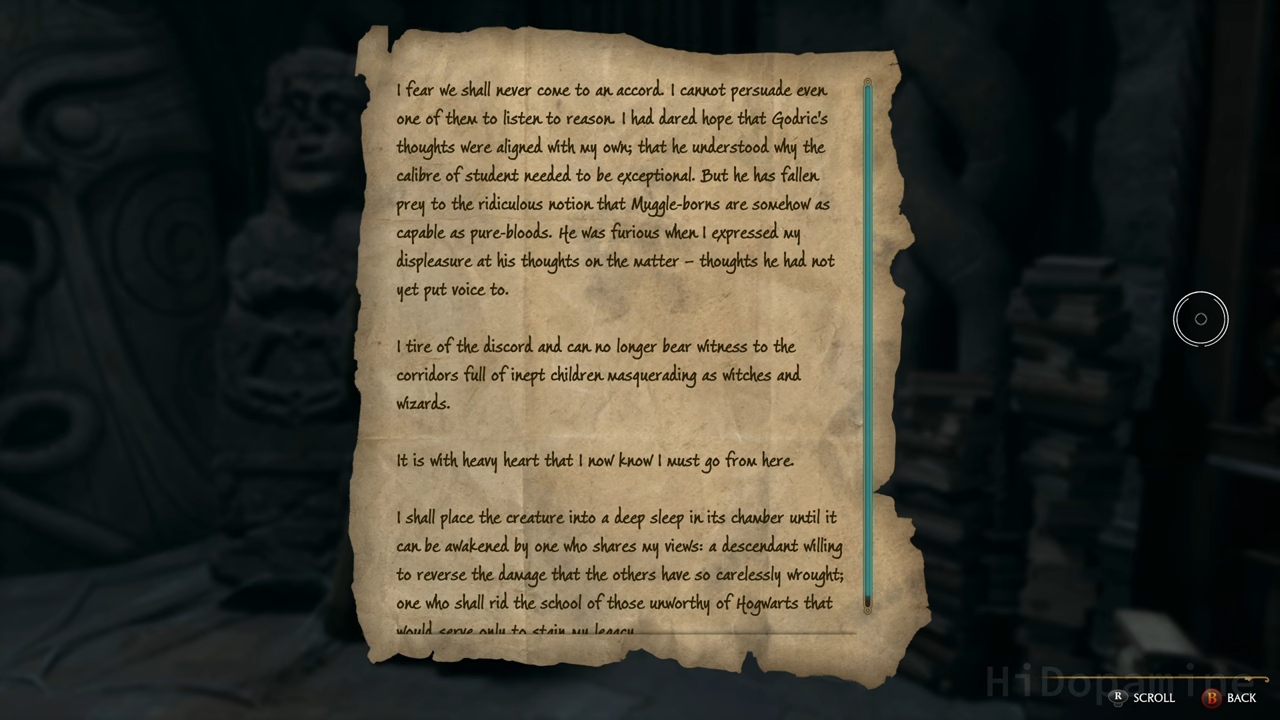 I fear we shall never come to an accord. I cannot persuade even
one of them to listen to reason. I had dared hope that Godric's
thoughts were aligned with my own; that he understood why the
calibre of student needed to be exceptional. But he has fallen
prey to the ridiculous notion that Muggle-borns are somehow as
capable as pure-bloods. He was furious when I expressed my
displeasure at his thoughts on the matter – thoughts he had not
yet put voice to.
I tire of the discord and can no longer bear witness to the
corridors full of inept children masquerading as witches and
wizards.
It is with heavy heart that I now know I must go from here.
I shall place the creature into a deep sleep in its chamber until it
can be awakened by one who shares my views: a descendant willing
to reverse the damage that the others have so carelessly wrought;
one who shall rid the school of those unworthy of Hogwarts that
would serve only to stain my legacy.
HiDopamine
R SCROLL
B BACK